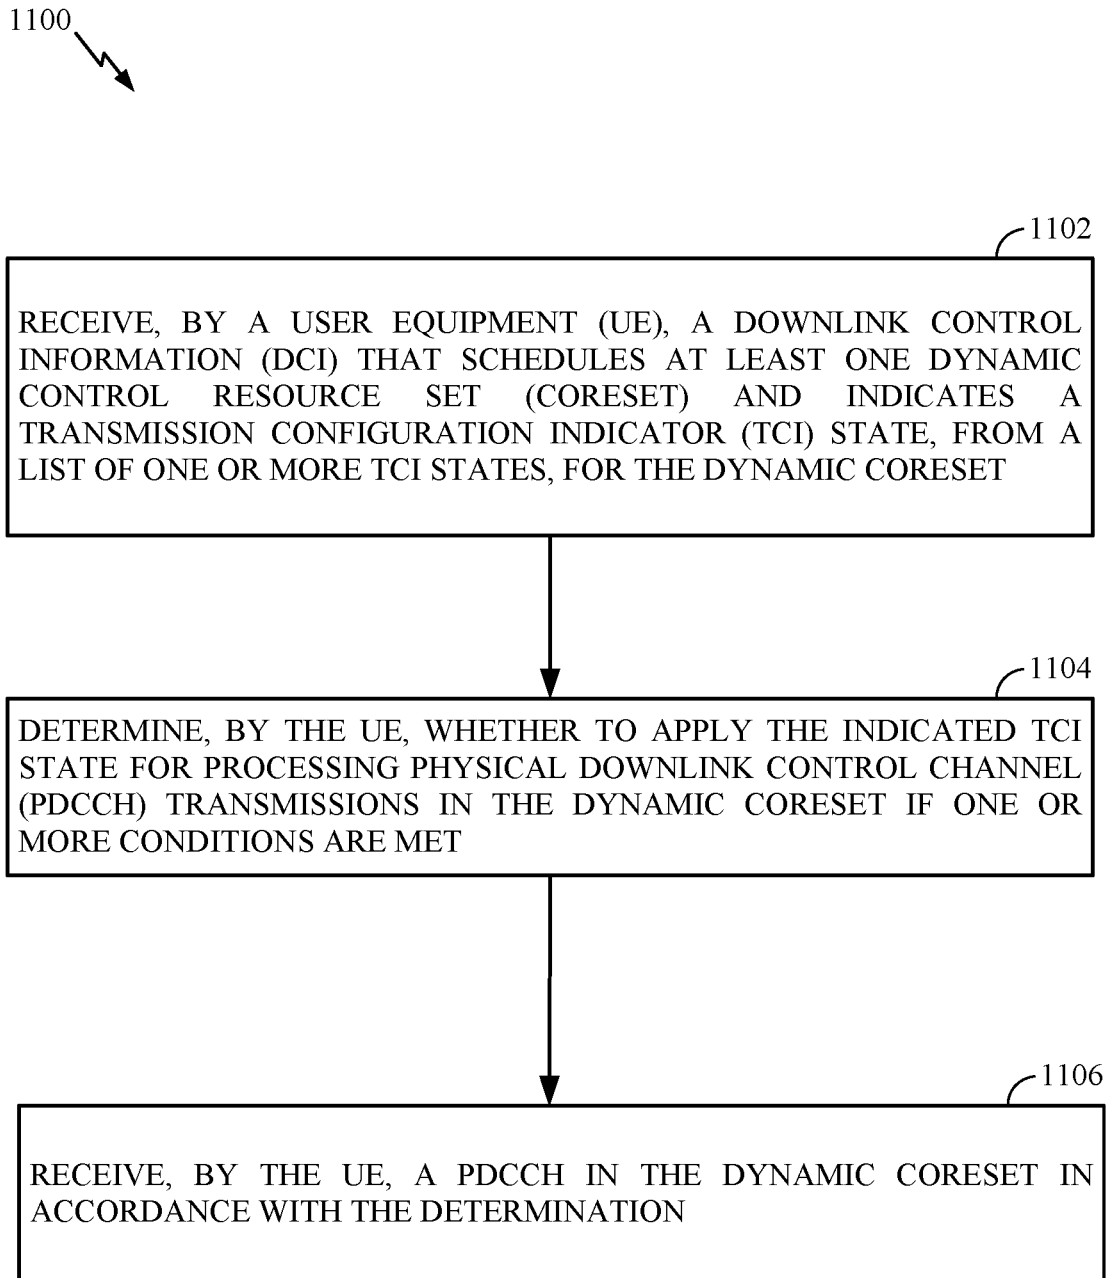 1100
1102
RECEIVE, BY A USER EQUIPMENT (UE), A DOWNLINK CONTROL
INFORMATION (DCI) THAT SCHEDULES AT LEAST ONE DYNAMIC
CONTROL RESOURCE SET (CORESET) AND INDICATES A
TRANSMISSION CONFIGURATION INDICATOR (TCI) STATE, FROM A
LIST OF ONE OR MORE TCI STATES, FOR THE DYNAMIC CORESET
1104
DETERMINE, BY THE UE, WHETHER TO APPLY THE INDICATED TCI
STATE FOR PROCESSING PHYSICAL DOWNLINK CONTROL CHANNEL
(PDCCH) TRANSMISSIONS IN THE DYNAMIC CORESET IF ONE OR
MORE CONDITIONS ARE MET
1106
RECEIVE, BY THE UE, A PDCCH IN THE DYNAMIC CORESET IN
ACCORDANCE WITH THE DETERMINATION